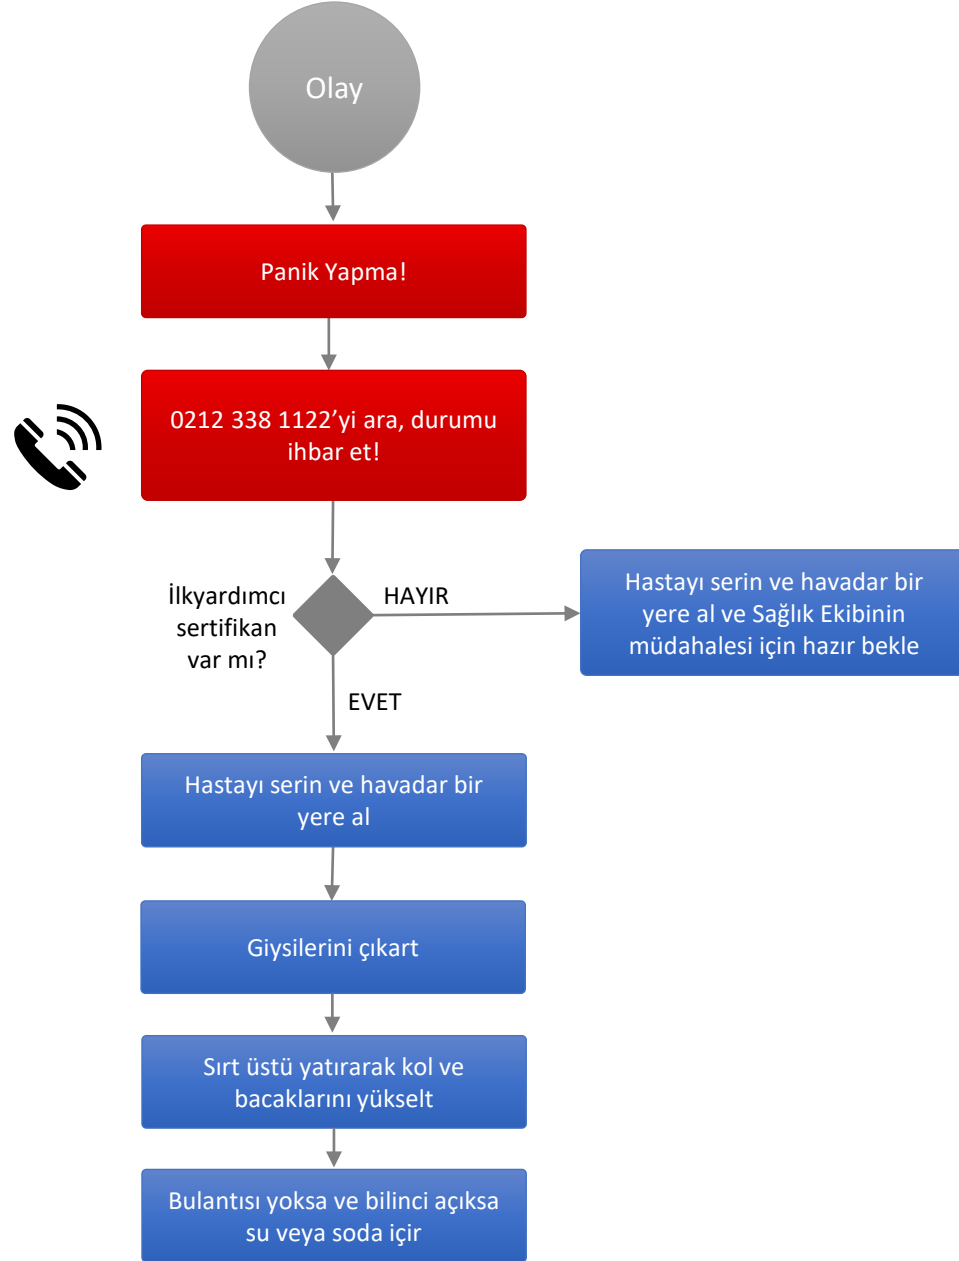 Olay
Panik Yapma!
0212 338 1122’yi ara, durumu
ihbar et!
İlkyardımcı
sertifikan
var mı?
HAYIR
Hastayı serin ve havadar bir
yere al ve Sağlık Ekibinin
müdahalesi için hazır bekle
EVET
Hastayı serin ve havadar bir
yere al
Giysilerini çıkart
Sırt üstü yatırarak kol ve
bacaklarını yükselt
Bulantısı yoksa ve bilinci açıksa
su veya soda içir